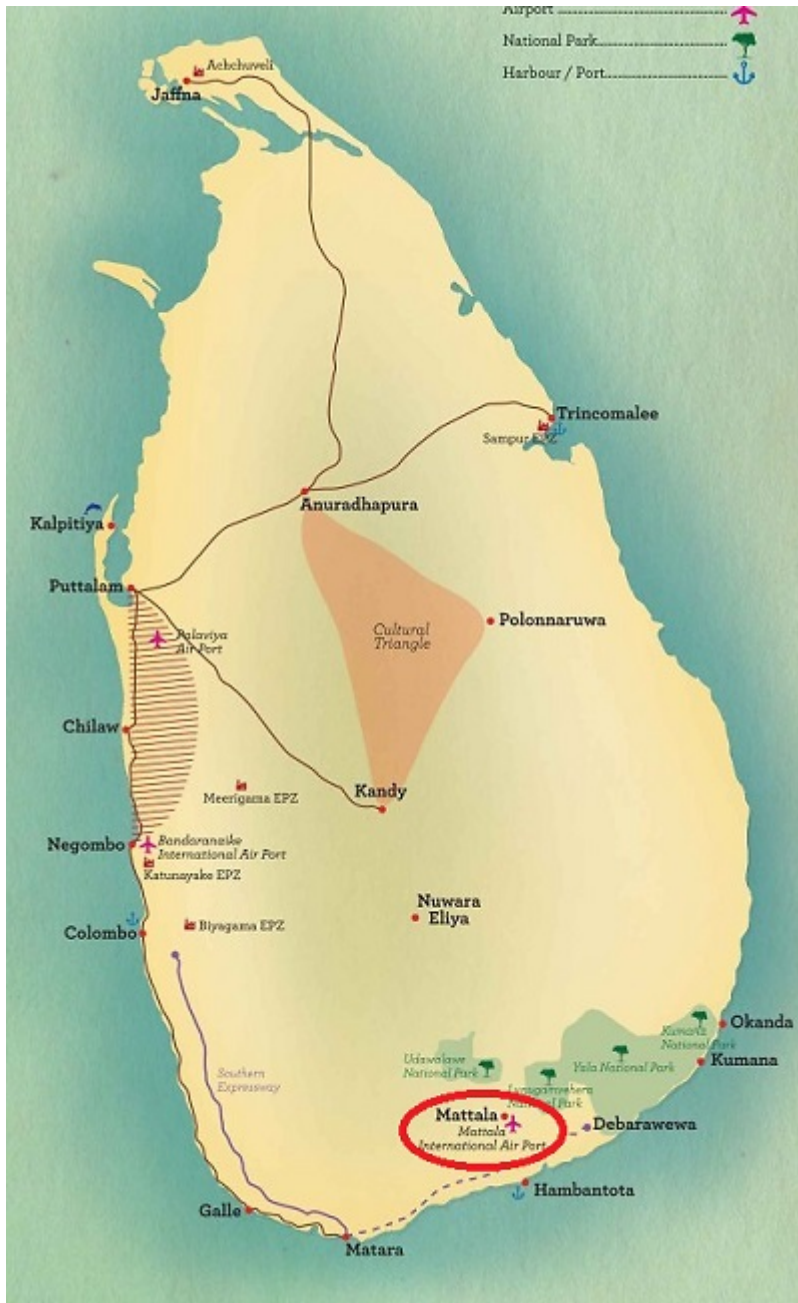 Airport
National Park
Harbour / Port
Achchuveli
Jaffna
Trincomalee
Sampur EPZ
Anuradhapura
Kalpitiya
Puttalam
Cultural
Triangle
Polonnaruwa
Palaviya
Air Port
Chilaw
Meerigama EPZ
Kandy
Negombo
Bandaranaike
International Air Port
Katunayake EPZ
Nuwara
Eliya
Colombo
Biyagama EPZ
Okanda
Kumana
National Park
Kumana
Udawalawe
National Park
Yala National Park
Lunugamvehera
National Park
Southern
Expressway
Mattala
Mattala
International Air Port
Debarawewa
Hambantota
Galle
Matara